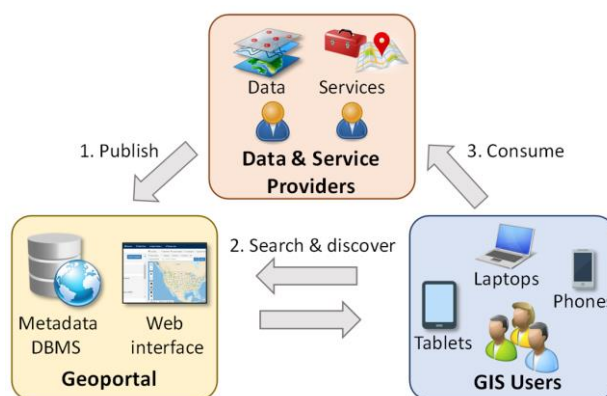 Data
Services
Data & Service
Providers
1. Publish
3. Consume
2. Search & discover
Metadata
DBMS
Web
interface
Geoportal
Laptops
Phone
Tablets
GIS Users